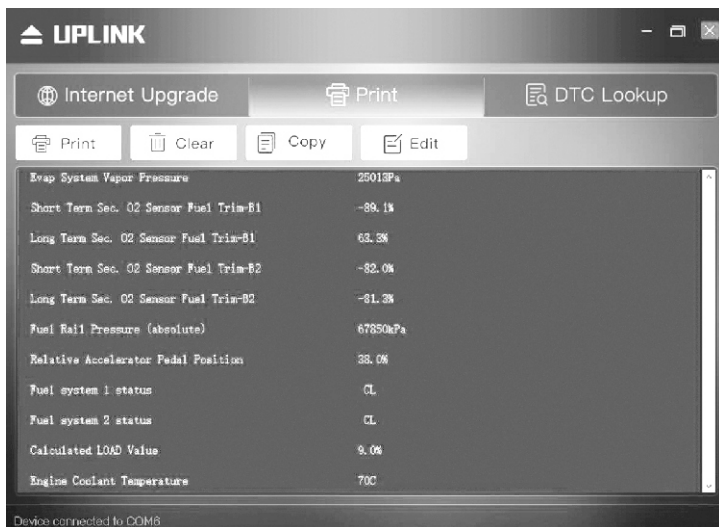 UPLINK
Internet Upgrade Print DTC Lookup
Print Clear Copy Edit
Evap System Vapor Pressure 25013Pa
Short Term Sec. O2 Sensor Fuel Trim-B1 -89.1%
Long Term Sec. O2 Sensor Fuel Trim-B1 63.3%
Short Term Sec. O2 Sensor Fuel Trim-B2 -82.0%
Long Term Sec. O2 Sensor Fuel Trim-B2 -81.3%
Fuel Rail Pressure (absolute) 67850kPa
Relative Accelerator Pedal Position 38.0%
Fuel system 1 status CL
Fuel system 2 status CL
Calculated LOAD Value 9.0%
Engine Coolant Temperature 70C
Device connected to COM6